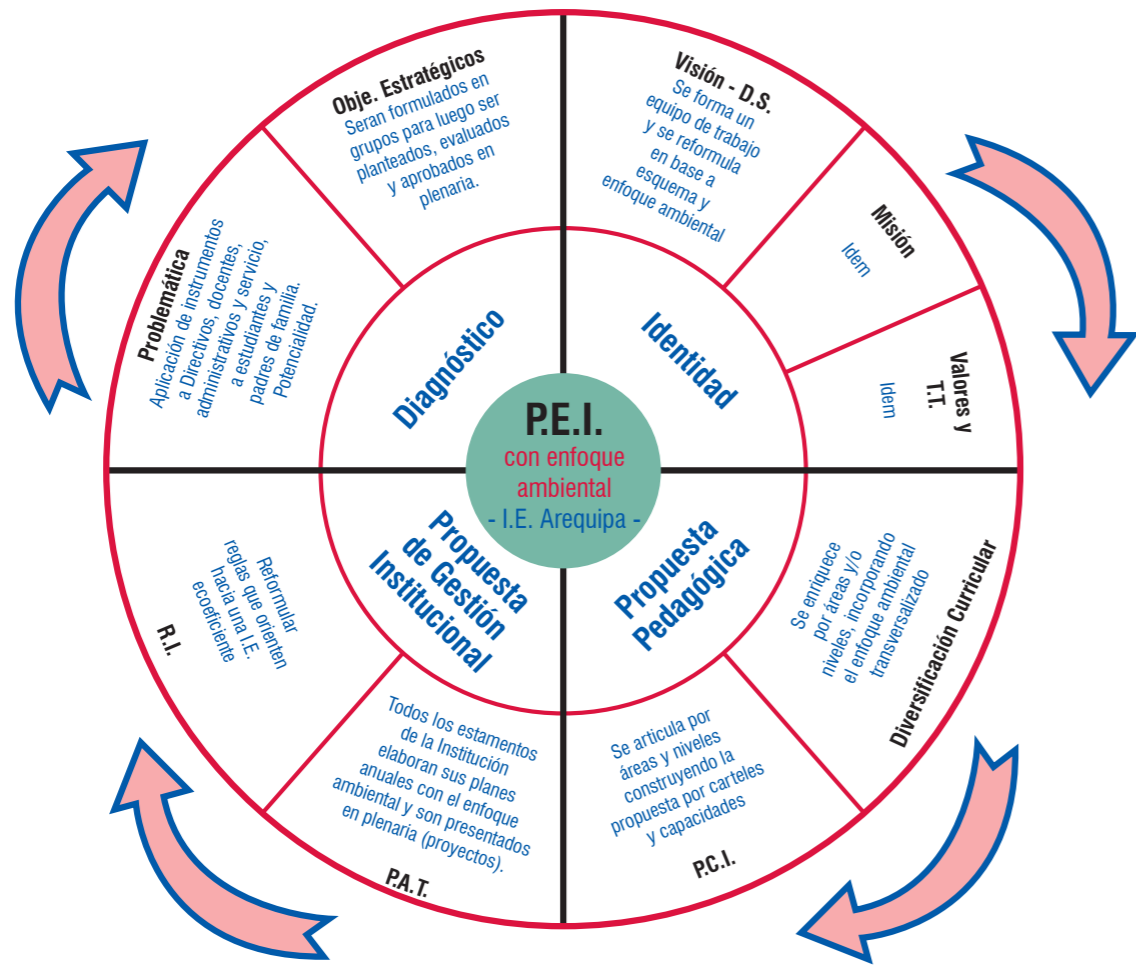 P.E.I.
con enfoque
ambiental
- I.E. Arequipa -
Diagnóstico
Problemática
Aplicación de instrumentos
a Directivos, docentes,
administrativos y servicio,
a estudiantes y
padres de familia.
Potencialidad.
Obje. Estratégicos
Seran formulados en
grupos para luego ser
planteados, evaluados
y aprobados en
plenaria.
Identidad
Visión - D.S.
Se forma un
equipo de trabajo
y se reformula
en base a
esquema y
enfoque ambiental
Misión
Idem
Valores y
T.T.
Idem
Propuesta
Pedagógica
Diversificación Curricular
Se enriquece
por áreas y/o
niveles, incorporando
el enfoque ambiental
transversalizado
Se articula por
áreas y niveles
construyendo la
propuesta por carteles
y capacidades
P.C.I.
Propuesta
de Gestión
Institucional
Todos los estamentos
de la Institución
elaboran sus planes
anuales con el enfoque
ambiental y son presentados
en plenaria (proyectos).
P.A.T.
Reformular
reglas que orienten
hacia una I.E.
ecoeficiente
R.I.